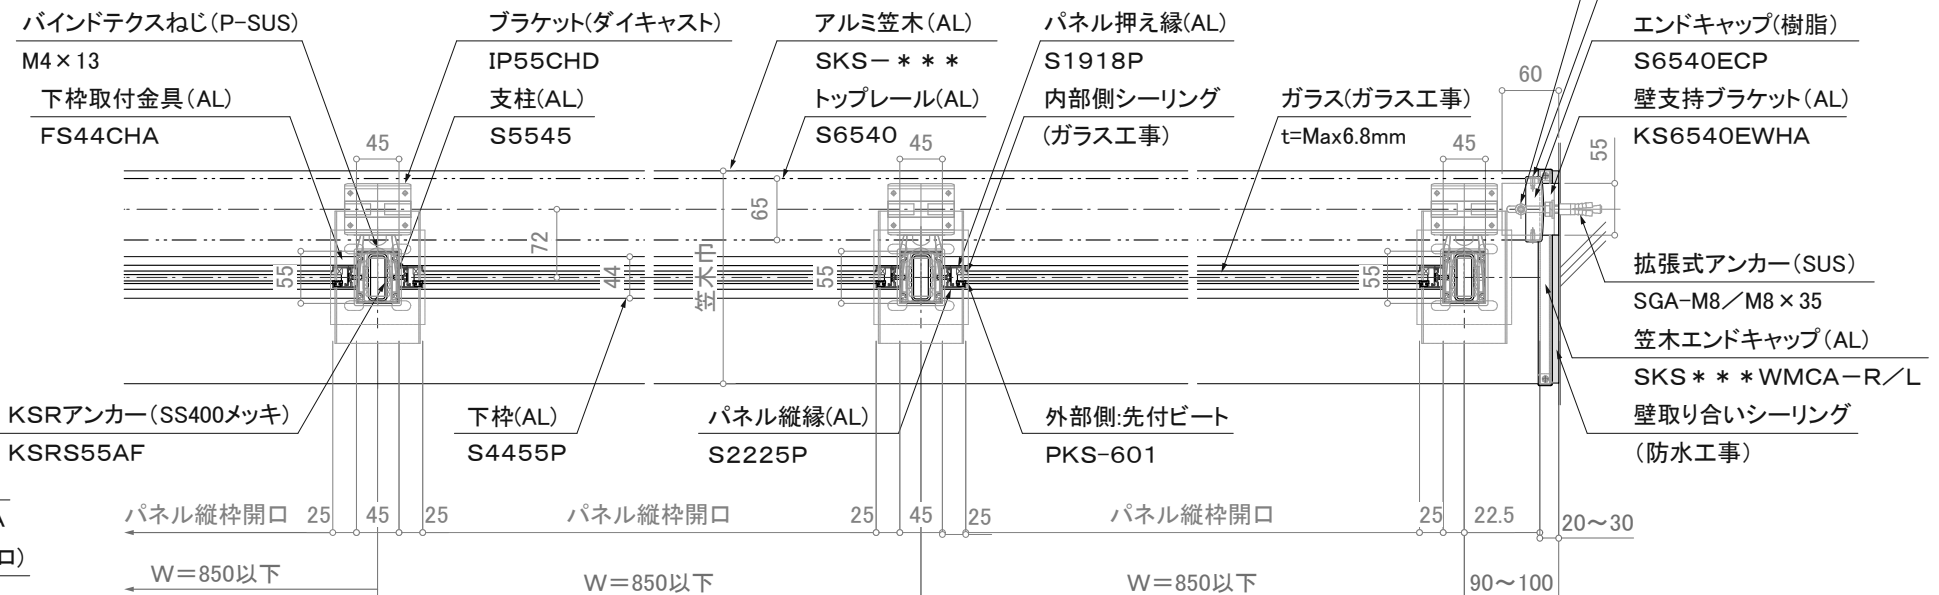 バインドテクスねじ(P-SUS)
M4×13
下枠取付金具(AL)
FS44CHA
ブラケット(ダイキャスト)
IP55CHD
支柱(AL)
S5545
アルミ笠木(AL)
SKS-＊＊＊
トップレール(AL)
S6540
パネル押え縁(AL)
S1918P
内部側シーリング
(ガラス工事)
ガラス(ガラス工事)
t=Max6.8mm
エンドキャップ(樹脂)
S6540ECP
壁支持ブラケット(AL)
KS6540EWHA
60
45
45
45
55
65
72
55
44
笠木巾
55
55
拡張式アンカー(SUS)
SGA-M8／M8×35
笠木エンドキャップ(AL)
SKS＊＊＊WMCA-R／L
壁取り合いシーリング
(防水工事)
KSRアンカー(SS400メッキ)
KSRS55AF
下枠(AL)
S4455P
パネル縦縁(AL)
S2225P
外部側:先付ビート
PKS-601
パネル縦枠開口 25 45 25 パネル縦枠開口 25 45 25 パネル縦枠開口 25 22.5 20～30
W=850以下 W=850以下 W=850以下 90～100